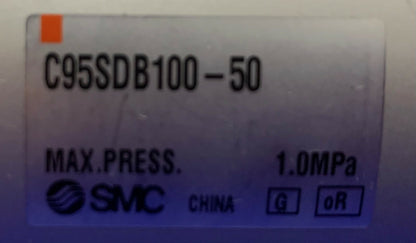 C95SDB100-50
MAX.PRESS. 1.0MPa
SMC CHINA G oR